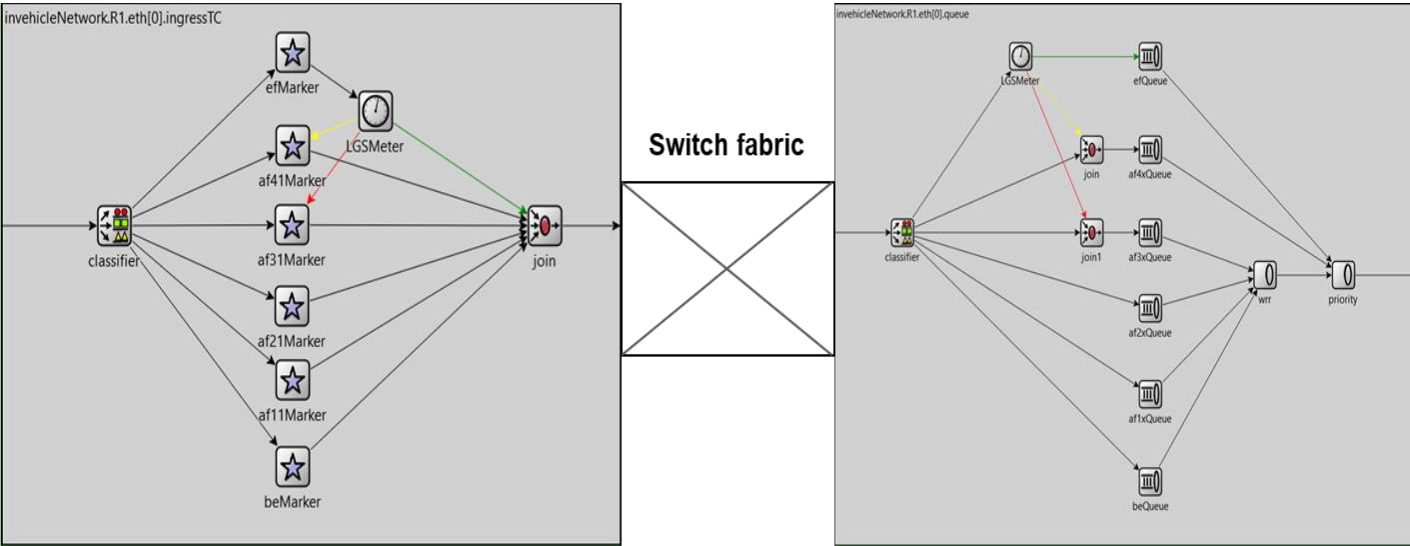 invehicleNetwork.R1.eth[0].ingressTC
efMarker
LGSMeter
af41Marker
af31Marker
classifier
join
af21Marker
af11Marker
beMarker
Switch fabric
invehicleNetwork.R1.eth[0].queue
LGSMeter
efQueue
join
af4xQueue
classifier
join1
af3xQueue
wrr
priority
af2xQueue
af1xQueue
beQueue